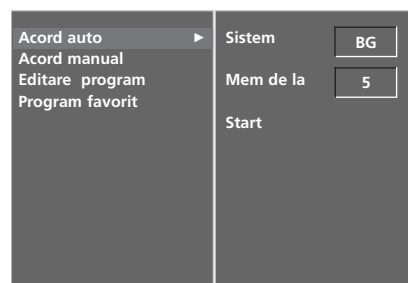 Acord auto ►
Acord manual
Editare program
Program favorit
Sistem BG
Mem de la 5
Start